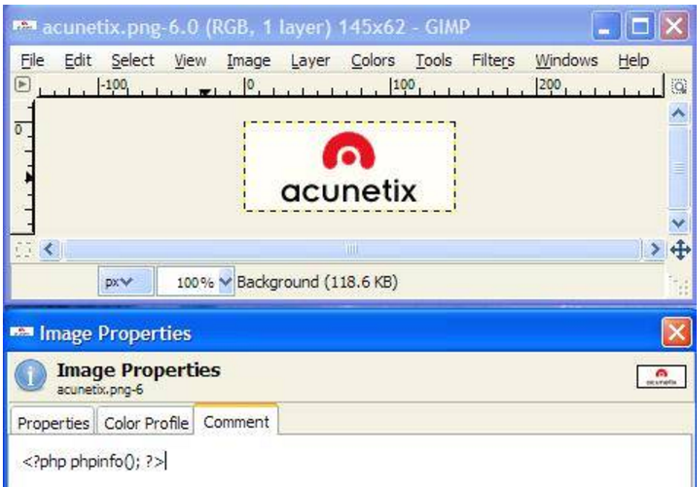 acunetix.png-6.0 (RGB, 1 layer) 145x62 - GIMP
File Edit Select View Image Layer Colors Tools Filters Windows Help
-100 0 100 200
0
acunetix
px 100% Background (118.6 KB)
Image Properties
Image Properties
acunetix.png-6
Properties Color Profile Comment
<?php phpinfo(); ?>